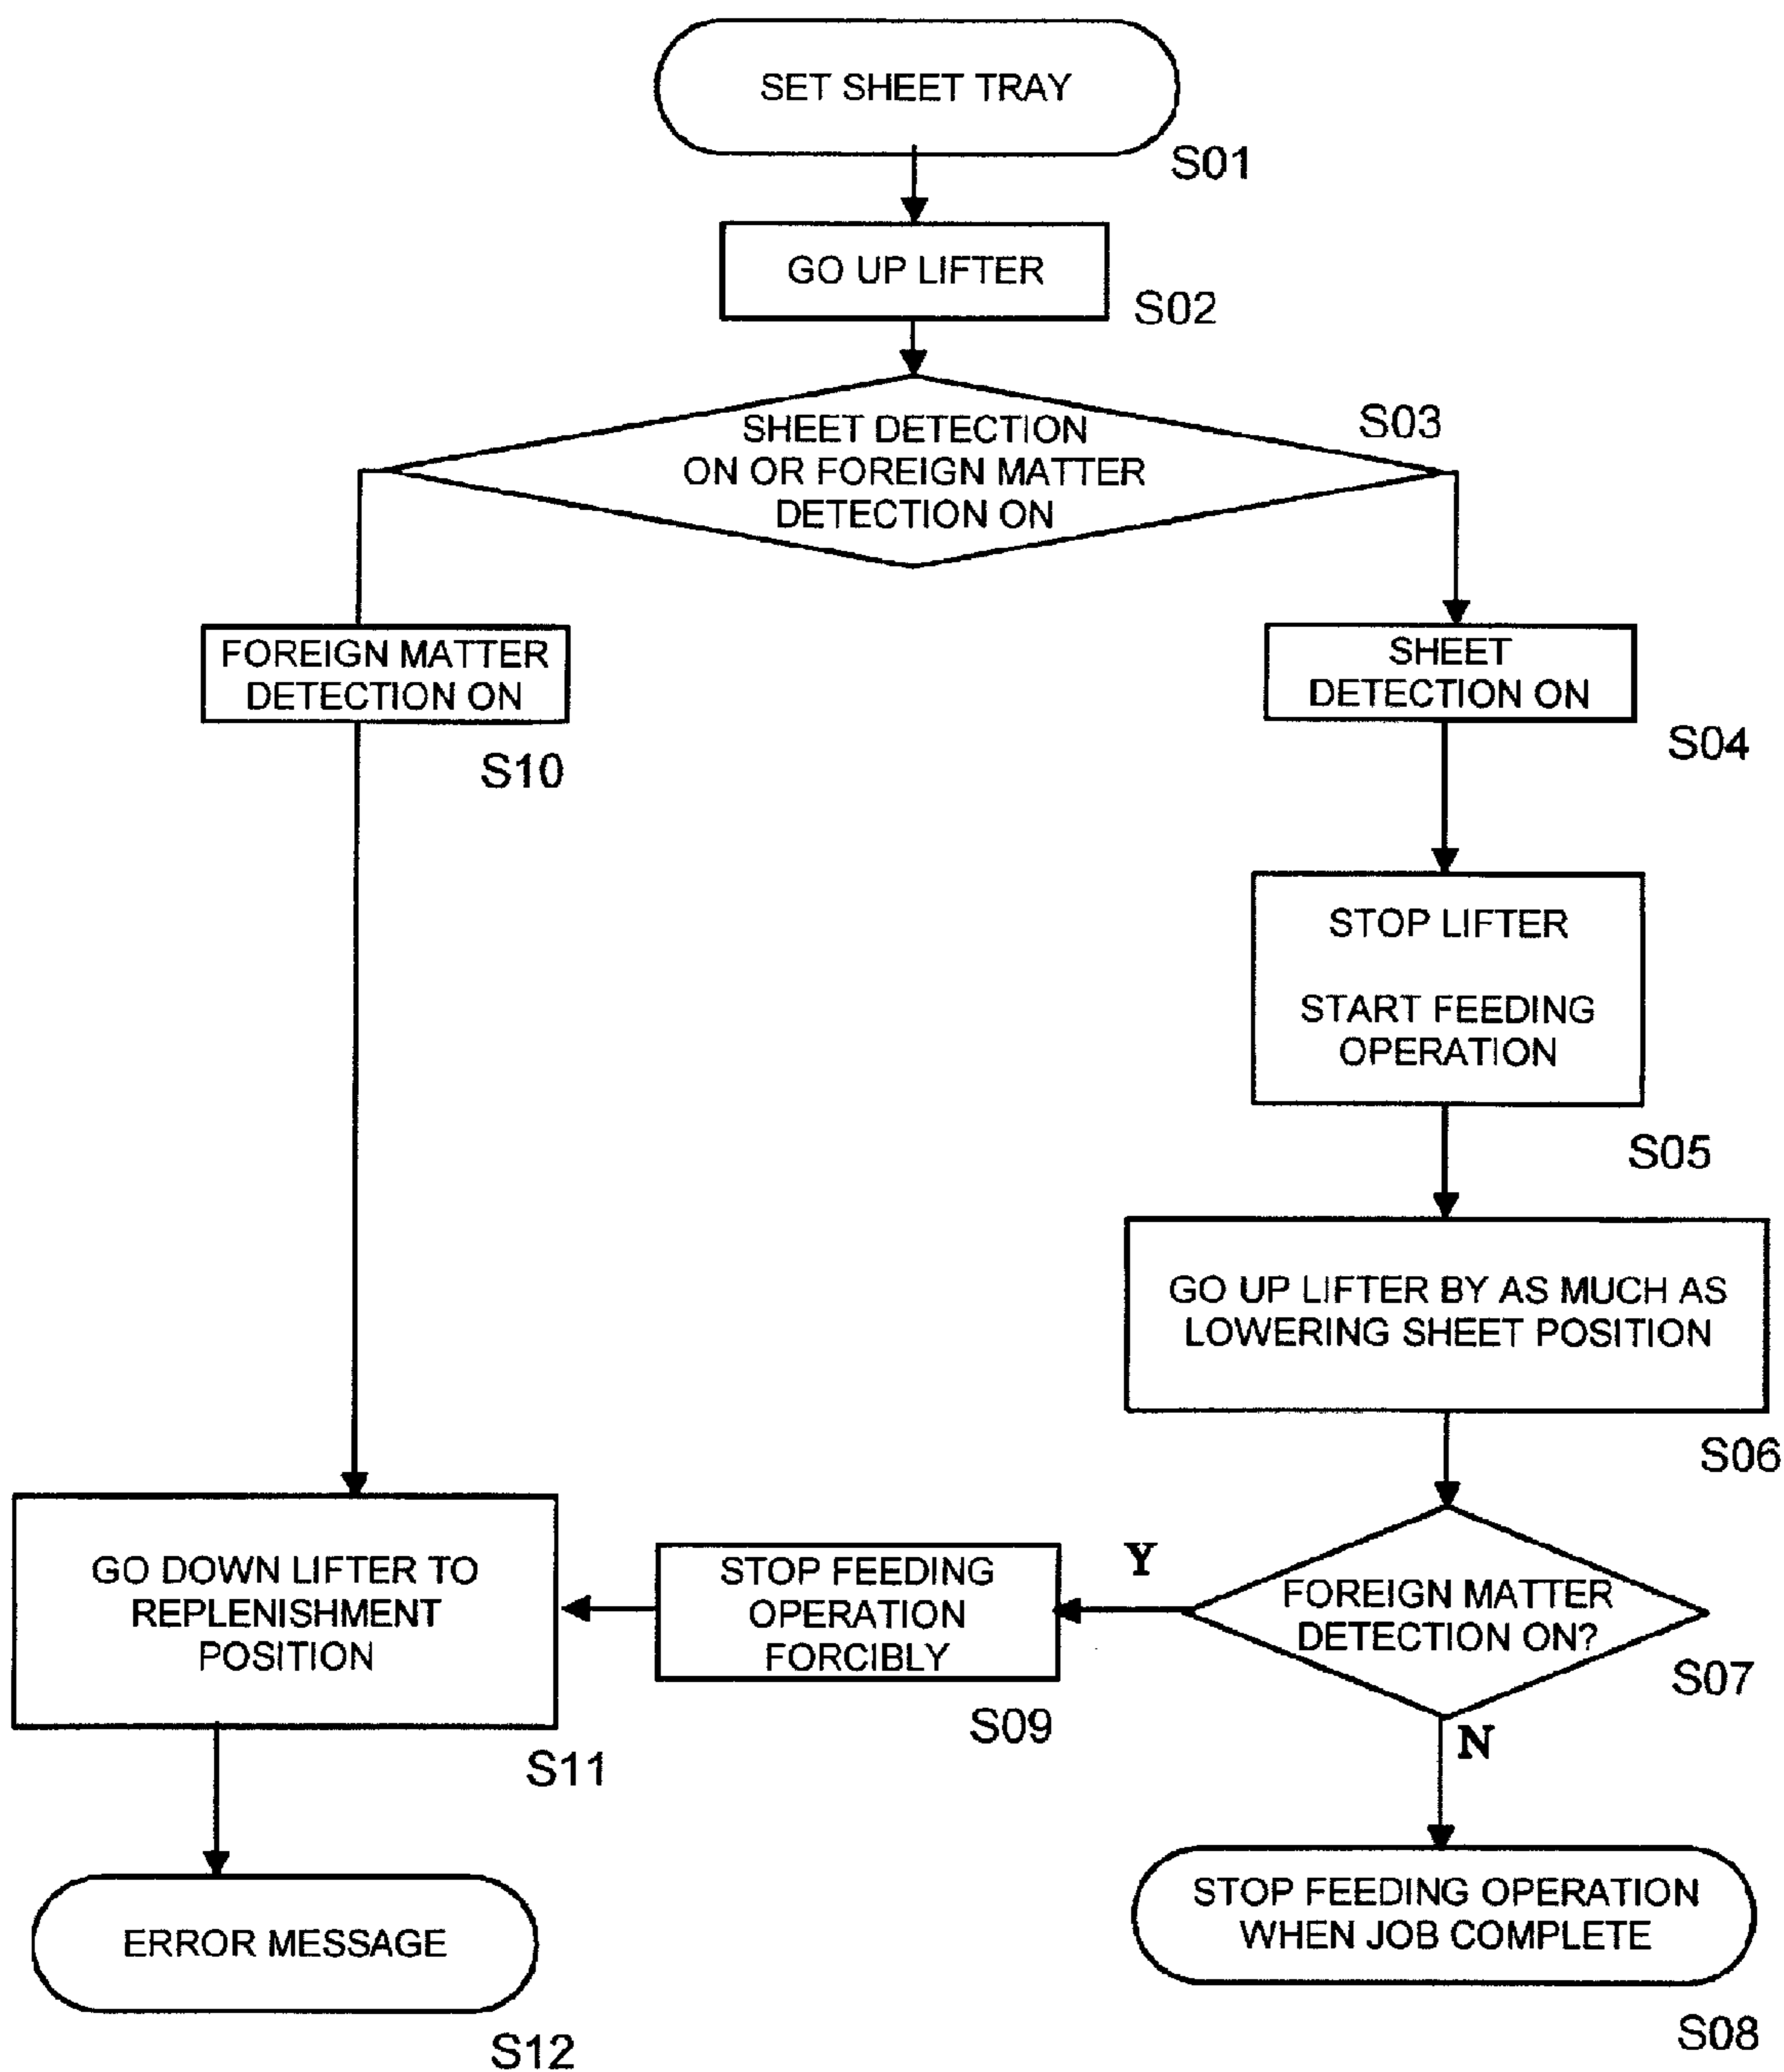 SET SHEET TRAY
S01
GO UP LIFTER
S02
SHEET DETECTION
ON OR FOREIGN MATTER
DETECTION ON
S03
FOREIGN MATTER
DETECTION ON
S10
SHEET
DETECTION ON
S04
STOP LIFTER
START FEEDING
OPERATION
S05
GO UP LIFTER BY AS MUCH AS
LOWERING SHEET POSITION
S06
FOREIGN MATTER
DETECTION ON?
S07
Y
N
STOP FEEDING
OPERATION
FORCIBLY
S09
GO DOWN LIFTER TO
REPLENISHMENT
POSITION
S11
ERROR MESSAGE
S12
STOP FEEDING OPERATION
WHEN JOB COMPLETE
S08